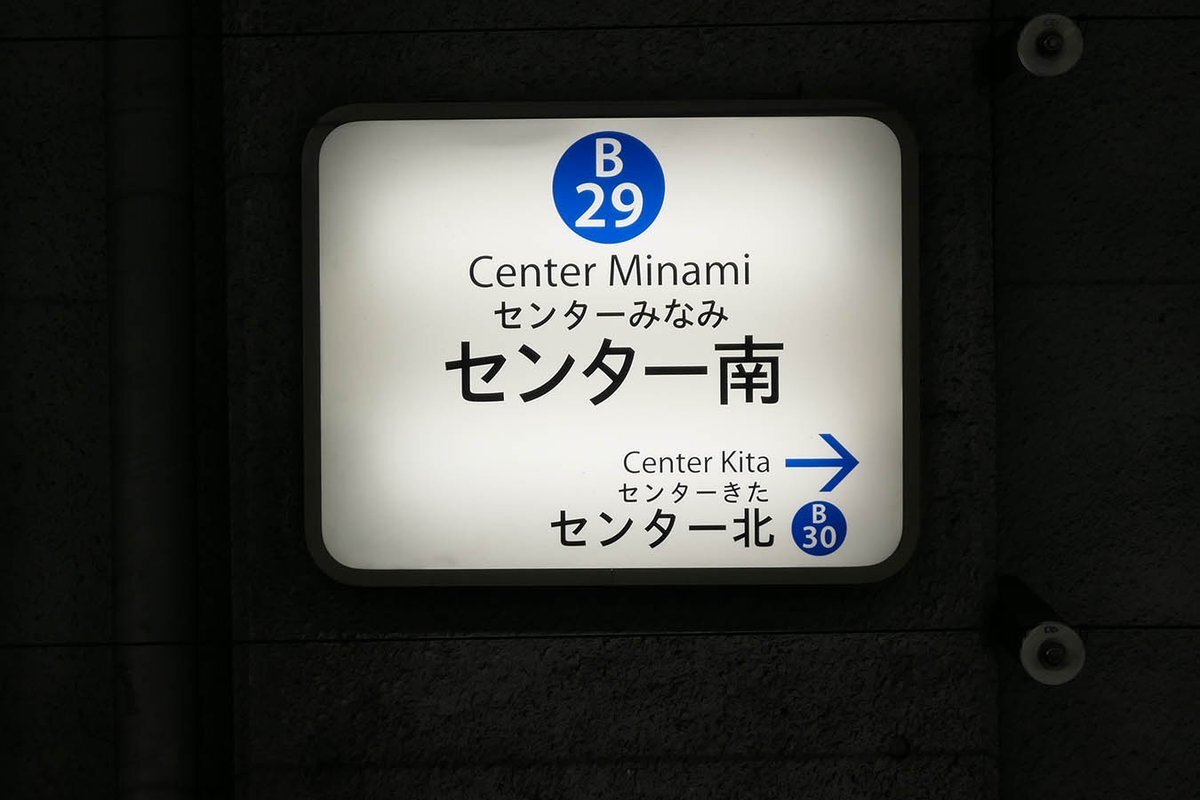 B
29
Center Minami
センターみなみ
センター南
Center Kita
センターきた
センター北
B
30